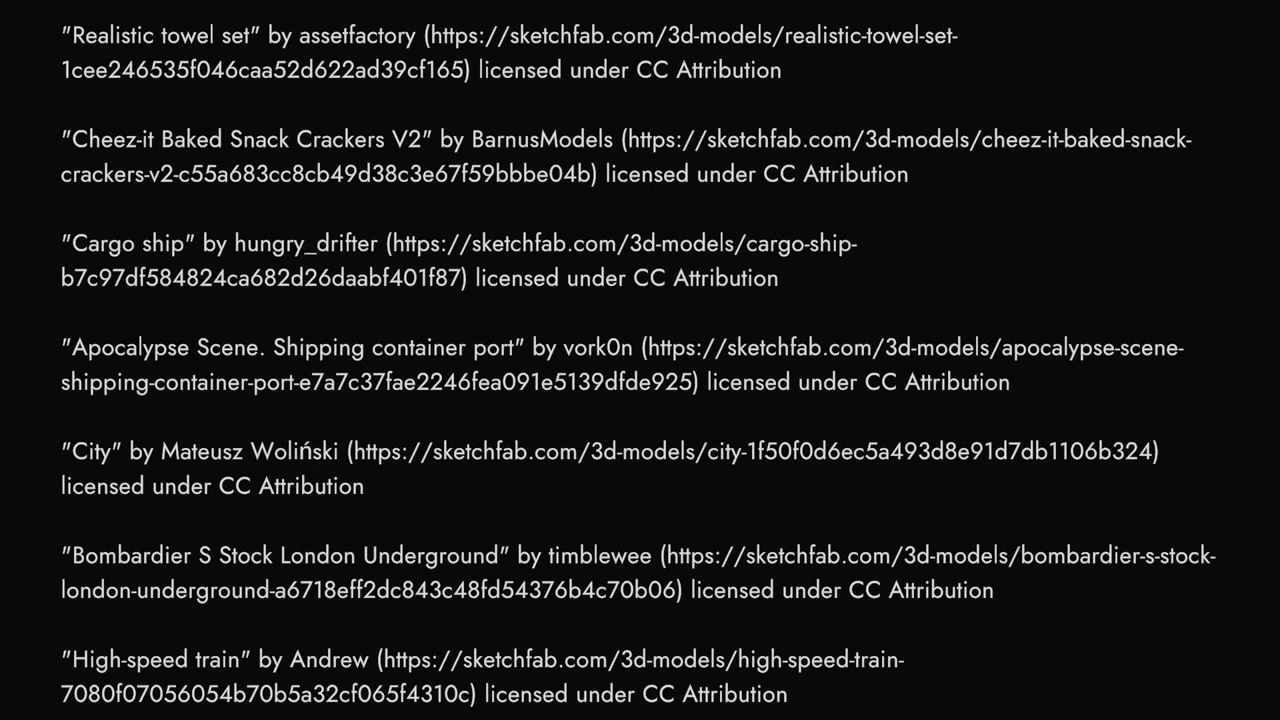 "Realistic towel set" by assetfactory (https://sketchfab.com/3d-models/realistic-towel-set-
1cee246535f046caa52d622ad39cf165) licensed under CC Attribution
"Cheez-it Baked Snack Crackers V2" by BarnusModels (https://sketchfab.com/3d-models/cheez-it-baked-snack-
crackers-v2-c55a683cc8cb49d38c3e67f59bbbe04b) licensed under CC Attribution
"Cargo ship" by hungry_drifter (https://sketchfab.com/3d-models/cargo-ship-
b7c97df584824ca682d26daabf401f87) licensed under CC Attribution
"Apocalypse Scene. Shipping container port" by vork0n (https://sketchfab.com/3d-models/apocalypse-scene-
shipping-container-port-e7a7c37fae2246fea091e5139dfde925) licensed under CC Attribution
"City" by Mateusz Woliński (https://sketchfab.com/3d-models/city-1f50f0d6ec5a493d8e91d7db1106b324)
licensed under CC Attribution
"Bombardier S Stock London Underground" by timblewee (https://sketchfab.com/3d-models/bombardier-s-stock-
london-underground-a6718eff2dc843c48fd54376b4c70b06) licensed under CC Attribution
"High-speed train" by Andrew (https://sketchfab.com/3d-models/high-speed-train-
7080f07056054b70b5a32cf065f4310c) licensed under CC Attribution